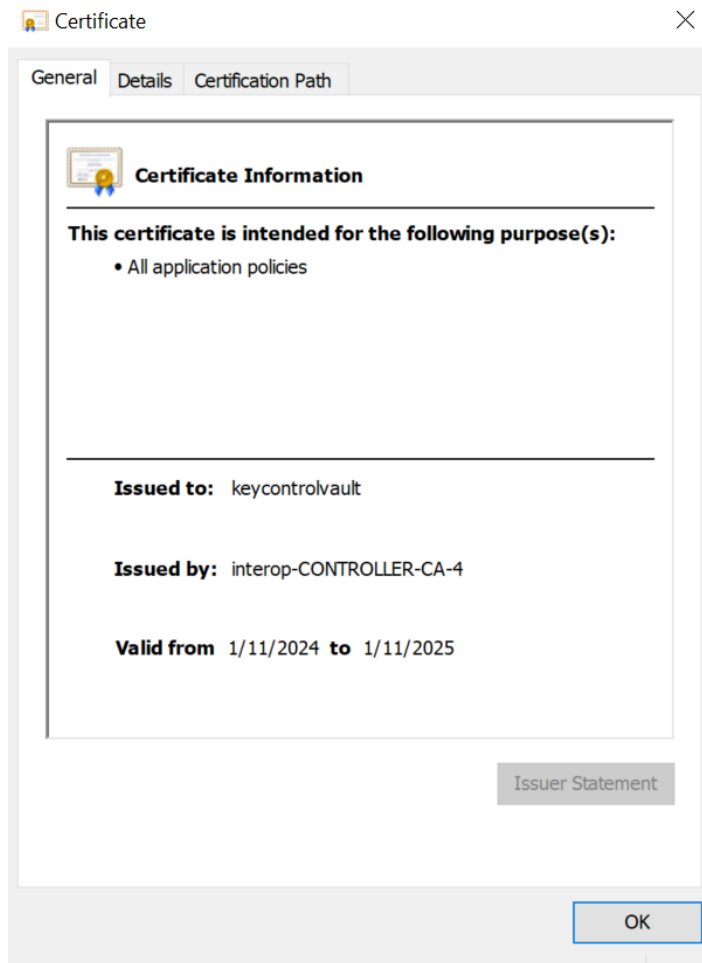 Certificate
General Details Certification Path
Certificate Information
This certificate is intended for the following purpose(s):
• All application policies
Issued to: keycontrolvault
Issued by: interop-CONTROLLER-CA-4
Valid from 1/11/2024 to 1/11/2025
Issuer Statement
OK